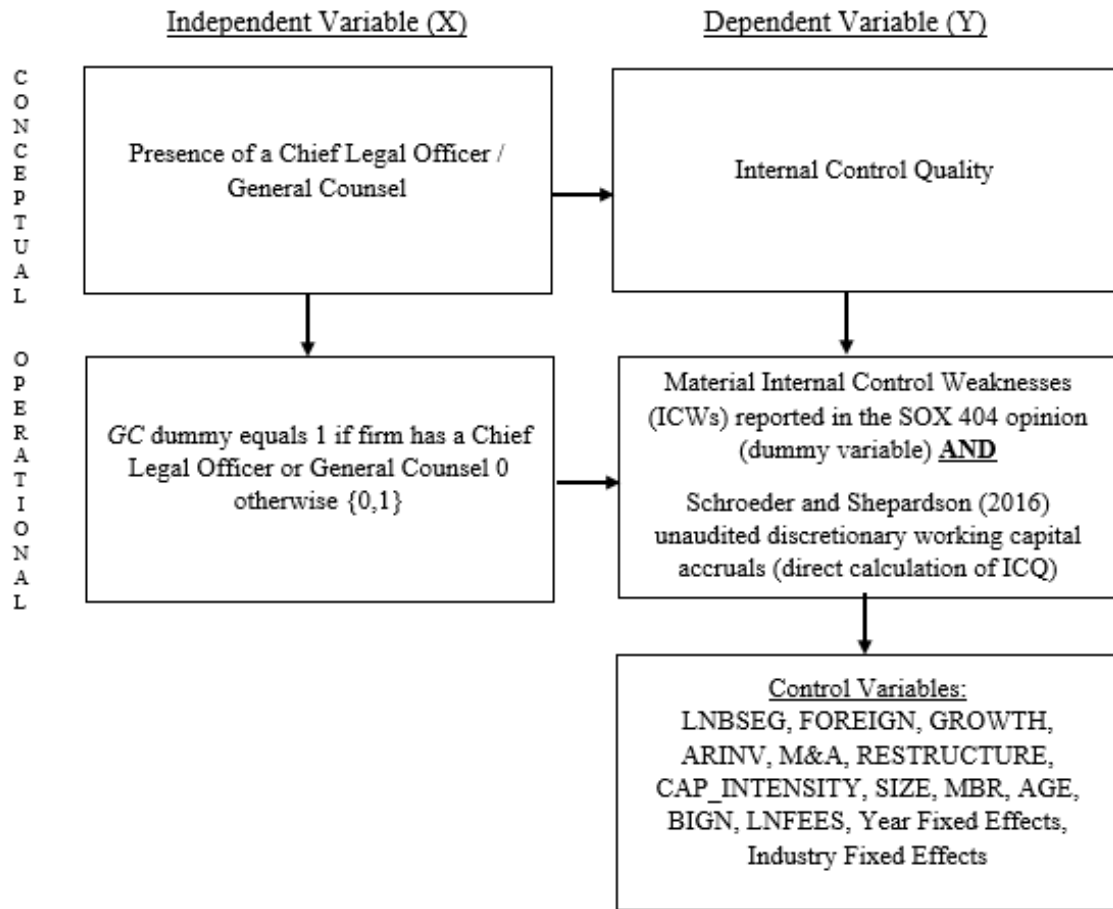 Independent Variable (X)
Dependent Variable (Y)
CONCEPTUAL
Presence of a Chief Legal Officer /
General Counsel
Internal Control Quality
OPERATIONAL
GC dummy equals 1 if firm has a Chief
Legal Officer or General Counsel 0
otherwise {0,1}
Material Internal Control Weaknesses
(ICWs) reported in the SOX 404 opinion
(dummy variable) AND
Schroeder and Shepardson (2016)
unaudited discretionary working capital
accruals (direct calculation of ICQ)
Control Variables:
LNBSEG, FOREIGN, GROWTH,
ARINV, M&A, RESTRUCTURE,
CAP_INTENSITY, SIZE, MBR, AGE,
BIGN, LNFEES, Year Fixed Effects,
Industry Fixed Effects